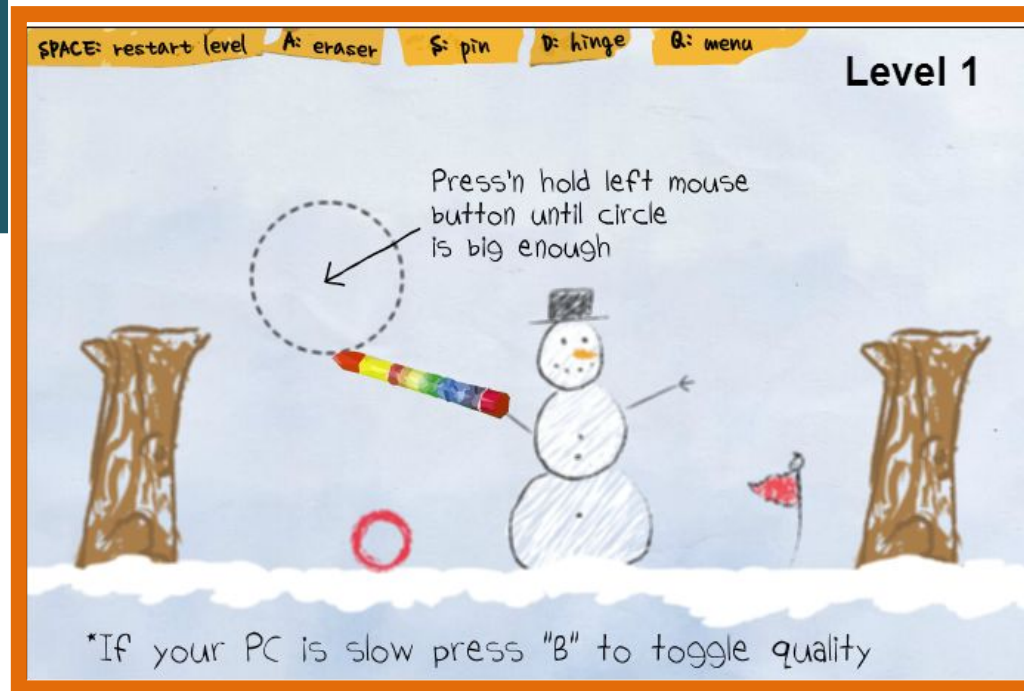 SPACE: restart level A: eraser S: pin D: hinge Q: menu
Level 1
Press'n hold left mouse
button until circle
is big enough
*If your PC is slow press "B" to toggle quality